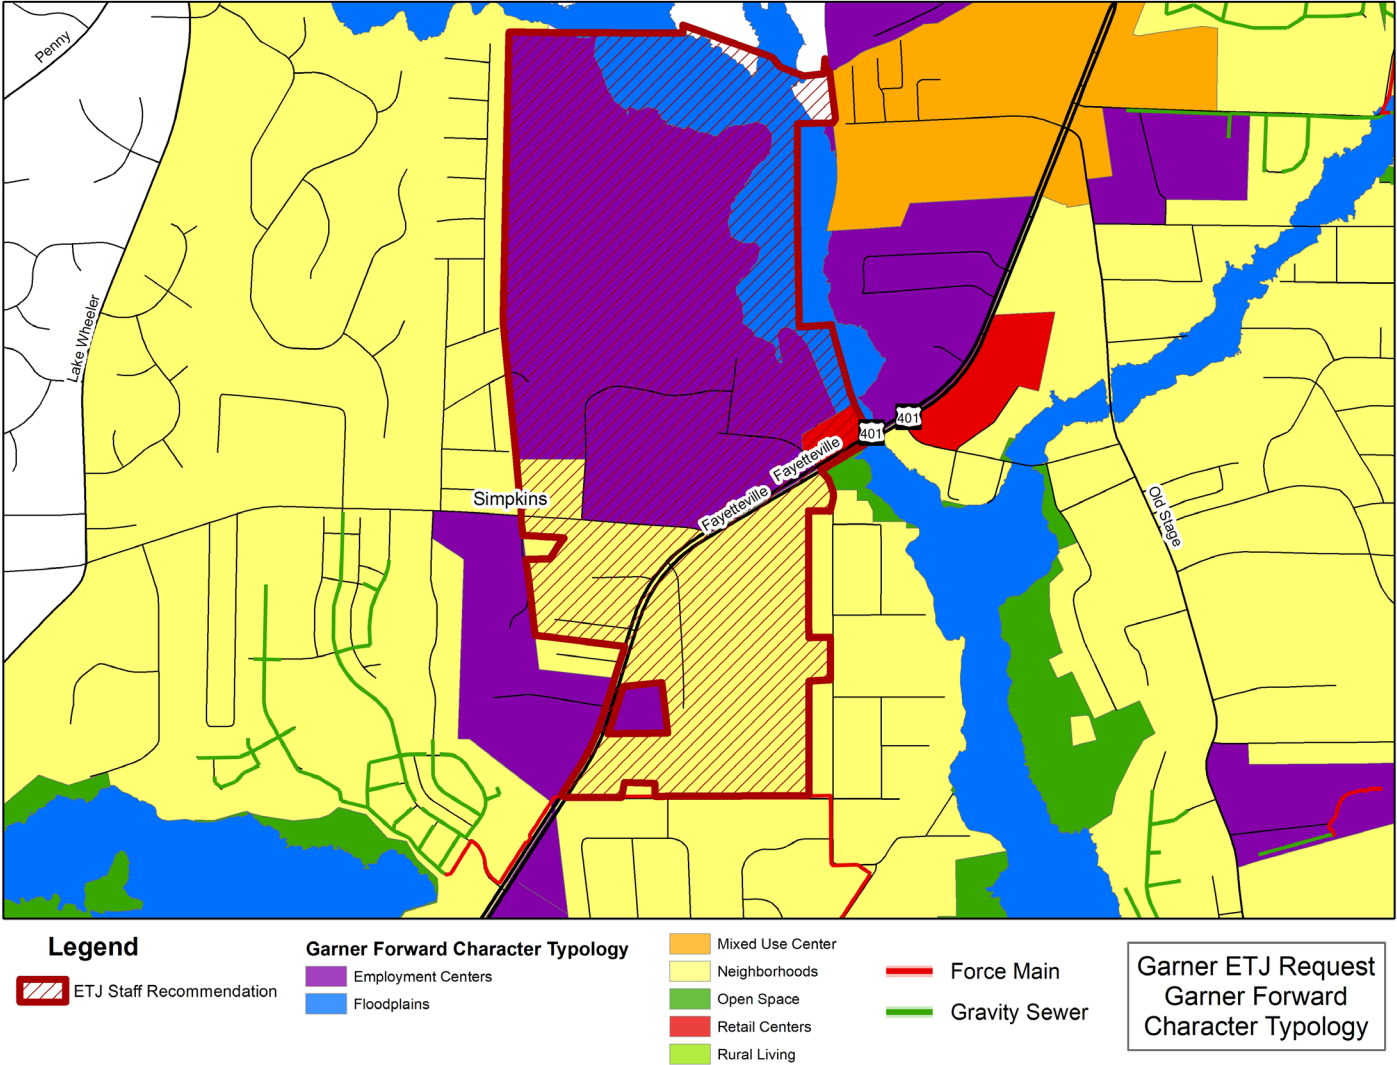 Penny
Lake Wheeler
401
401
Fayetteville
Fayetteville
Simpkins
Old Stage
Legend
ETJ Staff Recommendation
Garner Forward Character Typology
Employment Centers
Floodplains
Mixed Use Center
Neighborhoods
Open Space
Retail Centers
Rural Living
Force Main
Gravity Sewer
Garner ETJ Request
Garner Forward
Character Typology